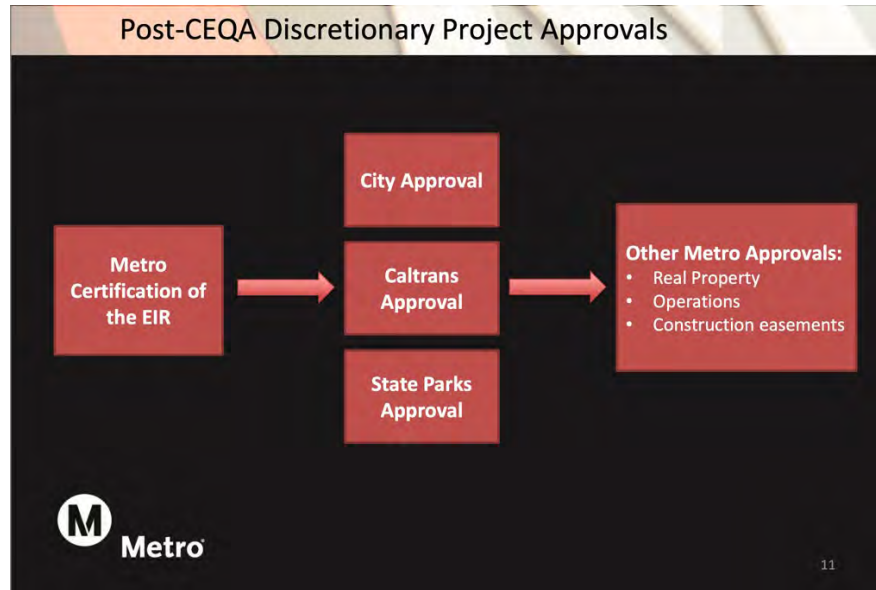 Post-CEQA Discretionary Project Approvals
Metro
Certification of
the EIR
City Approval
Caltrans
Approval
State Parks
Approval
Other Metro Approvals:
• Real Property
• Operations
• Construction easements
M
Metro
11